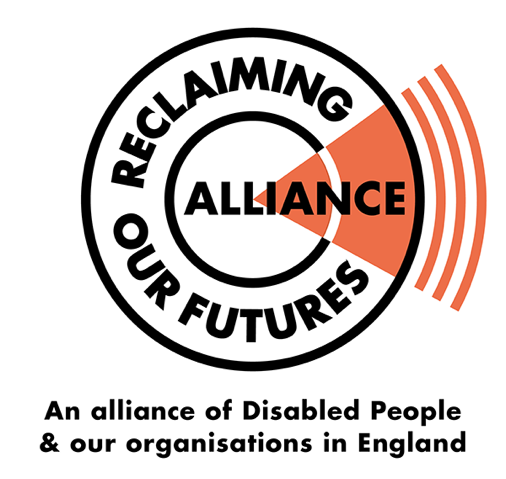 RECLAIMING
OUR FUTURES
ALLIANCE
An alliance of Disabled People
& our organisations in England